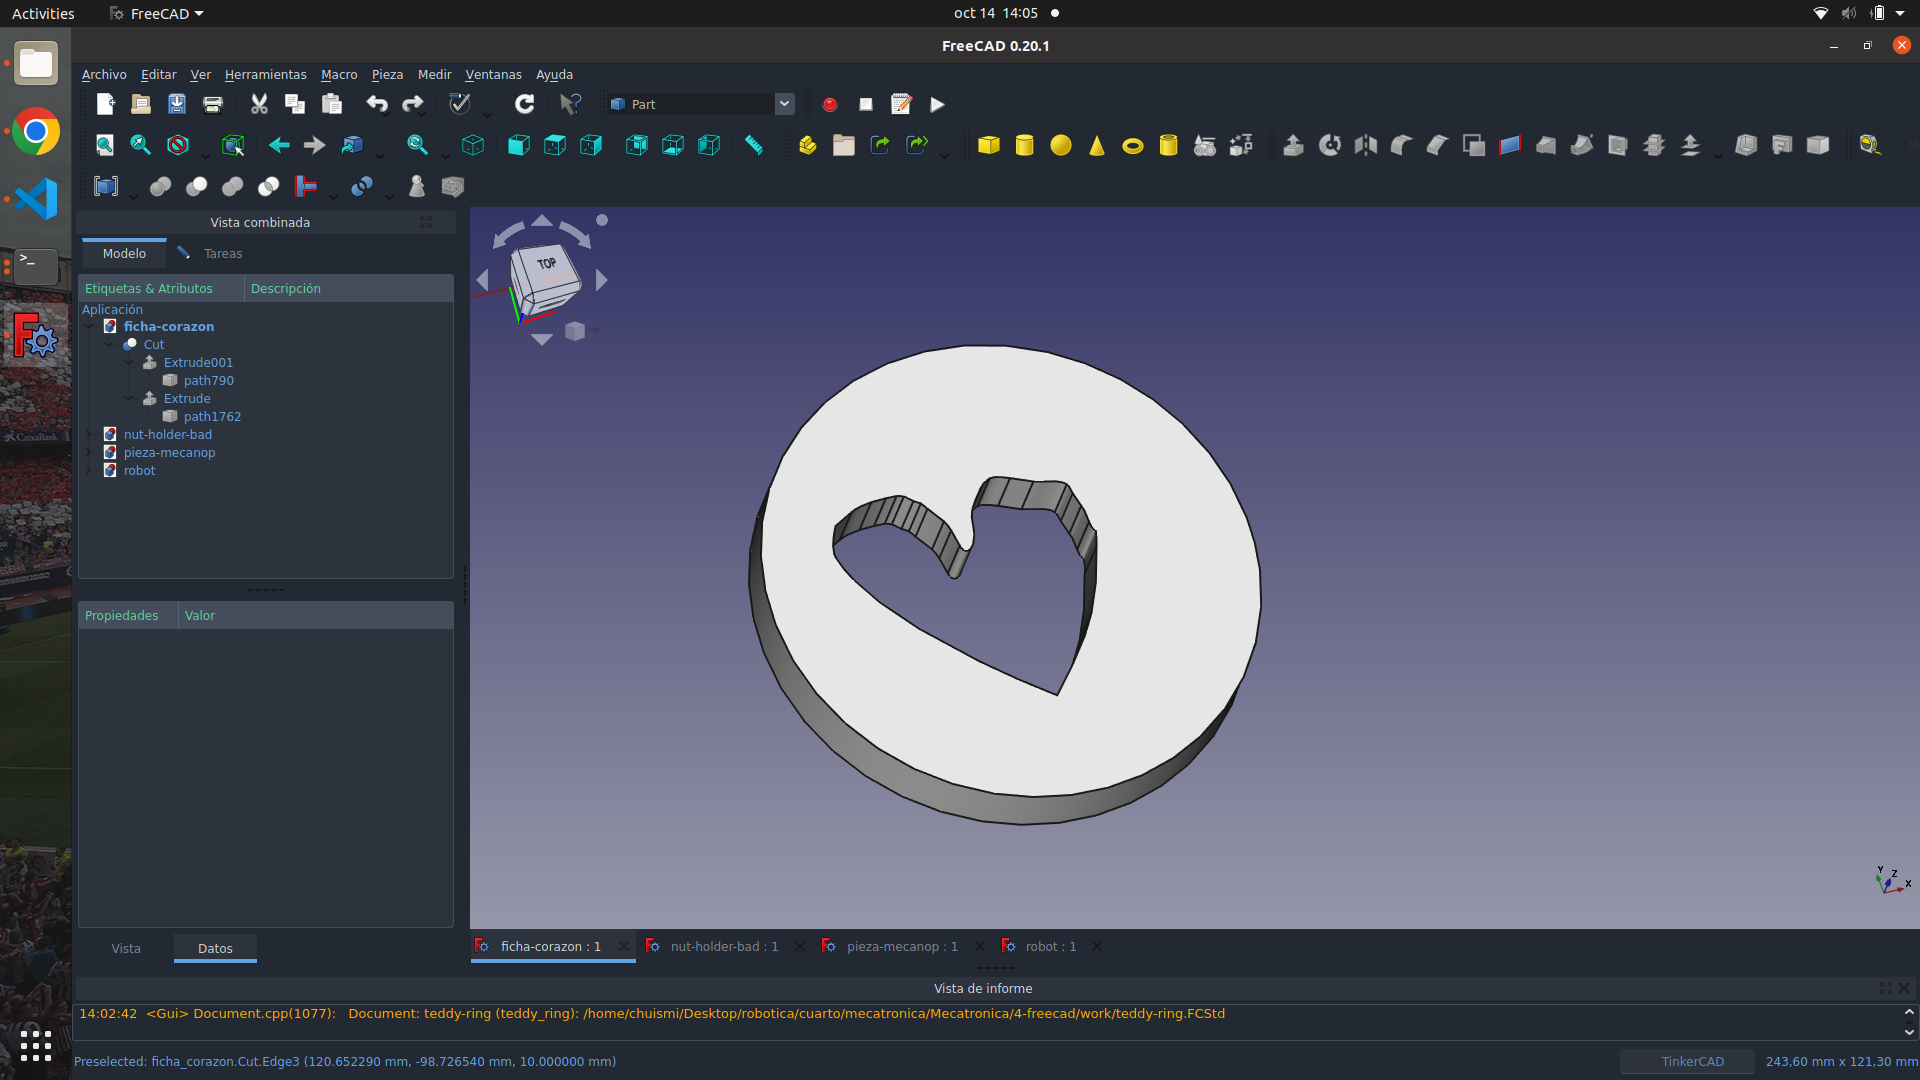 Activities
FreeCAD
oct 14 14:05
FreeCAD 0.20.1
Archivo Editar Ver Herramientas Macro Pieza Medir Ventanas Ayuda
Part
Vista combinada
Modelo Tareas
Etiquetas & Atributos Descripción
Aplicación
ficha-corazon
Cut
Extrude001
path790
Extrude
path1762
nut-holder-bad
pieza-mecanop
robot
Propiedades Valor
Vista Datos
TOP
Y Z X
ficha-corazon : 1 nut-holder-bad : 1 pieza-mecanop : 1 robot : 1
Vista de informe
14:02:42 <Gui> Document.cpp(1077): Document: teddy-ring (teddy_ring): /home/chuismi/Desktop/robotica/cuarto/mecatronica/Mecatronica/4-freecad/work/teddy-ring.FCStd
Preselected: ficha_corazon.Cut.Edge3 (120.652290 mm, -98.726540 mm, 10.000000 mm)
TinkerCAD
243,60 mm x 121,30 mm
CaixaBank